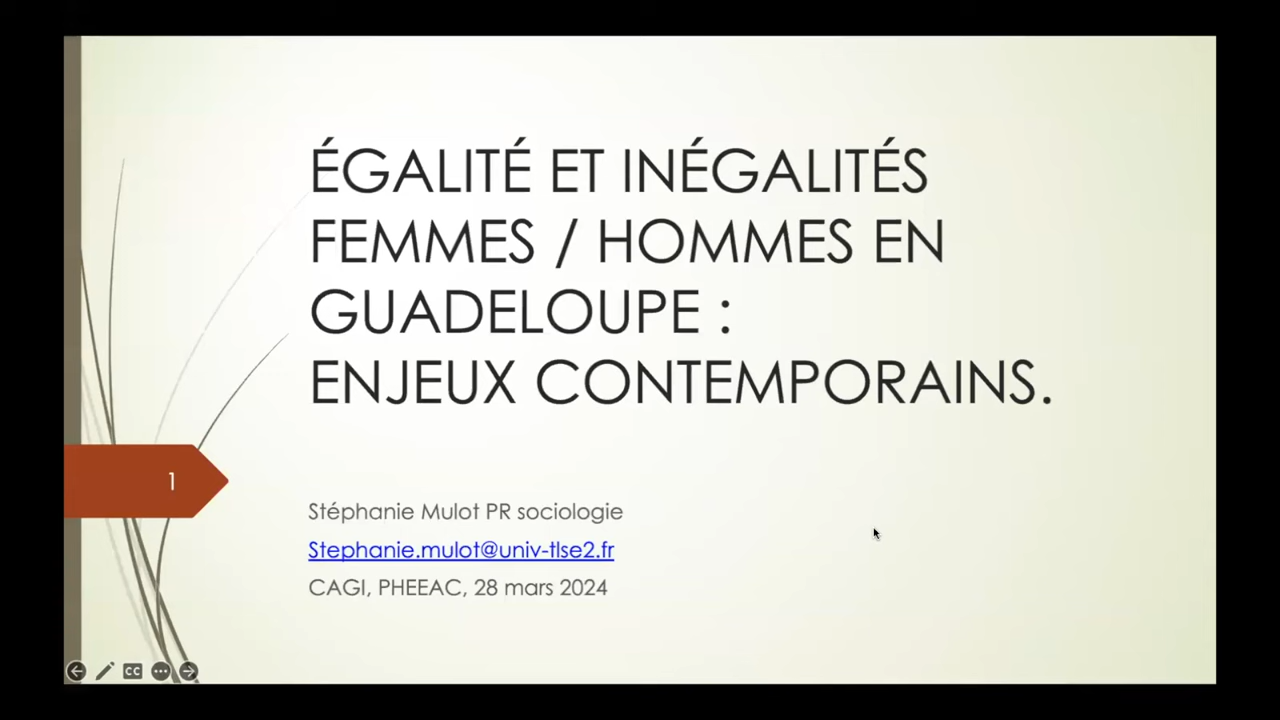 ÉGALITÉ ET INÉGALITÉS
FEMMES / HOMMES EN
GUADELOUPE :
ENJEUX CONTEMPORAINS.
1
Stéphanie Mulot PR sociologie
Stephanie.mulot@univ-tlse2.fr
CAGI, PHEEAC, 28 mars 2024
CC